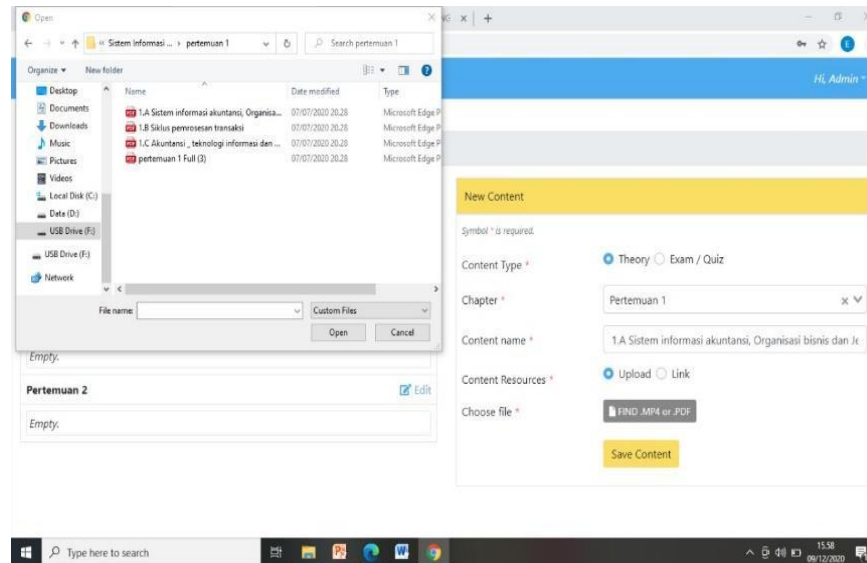 Open
Sistem Informasi ... › pertemuan 1
Search pertemuan 1
Organize
New folder
Name
Date modified
Type
Desktop
Documents
Downloads
Music
Pictures
Videos
Local Disk (C:)
Data (D:)
USB Drive (F:)
USB Drive (F:)
Network
1.A Sistem informasi akuntansi, Organisa...
07/07/2020 20.28
Microsoft Edge P
1.B Siklus pemrosesan transaksi
07/07/2020 20.28
Microsoft Edge P
1.C Akuntansi _ teknologi informasi dan ...
07/07/2020 20.28
Microsoft Edge P
pertemuan 1 Full (3)
07/07/2020 20.28
Microsoft Edge P
File name:
Custom Files
Open
Cancel
Empty.
Pertemuan 2
Edit
Empty.
E
Hi, Admin
New Content
Symbol * is required.
Content Type *
Theory
Exam / Quiz
Chapter *
Pertemuan 1
Content name *
1.A Sistem informasi akuntansi, Organisasi bisnis dan Je
Content Resources *
Upload
Link
Choose file *
FIND .MP4 or .PDF
Save Content
Type here to search
15.58
09/12/2020